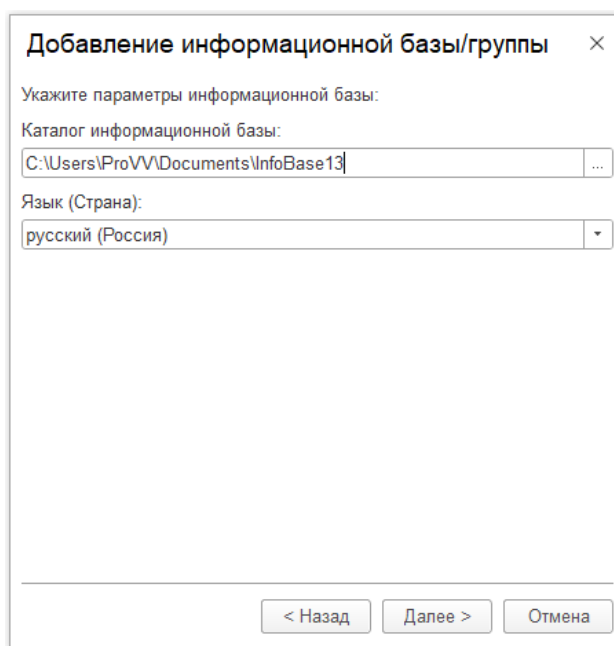 Добавление информационной базы/группы ×
Укажите параметры информационной базы:
Каталог информационной базы:
C:\Users\ProVV\Documents\InfoBase13 ...
Язык (Страна):
русский (Россия)
< Назад Далее > Отмена